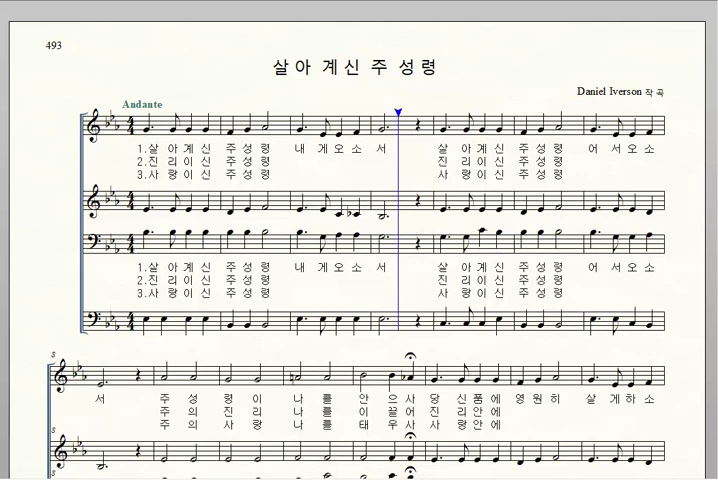 493
살아 계신 주 성령
Daniel Iverson 작곡
Andante
1.살 아 계 신 주 성 령 내 게 오 소 서 살 아 계 신 주 성 령 어 서 오 소
2.진 리 이 신 주 성 령 진 리 이 신 주 성 령
3.사 랑 이 신 주 성 령 사 랑 이 신 주 성 령
1.살 아 계 신 주 성 령 내 게 오 소 서 살 아 계 신 주 성 령 어 서 오 소
2.진 리 이 신 주 성 령 진 리 이 신 주 성 령
3.사 랑 이 신 주 성 령 사 랑 이 신 주 성 령
서 주 성 령 이 나 를 안 으 사 당 신 품 에 영 원 히 살 게 하 소
주 의 진 리 나 를 이 끌 어 진 리 안 에
주 의 사 랑 나 를 태 우 사 사 랑 안 에